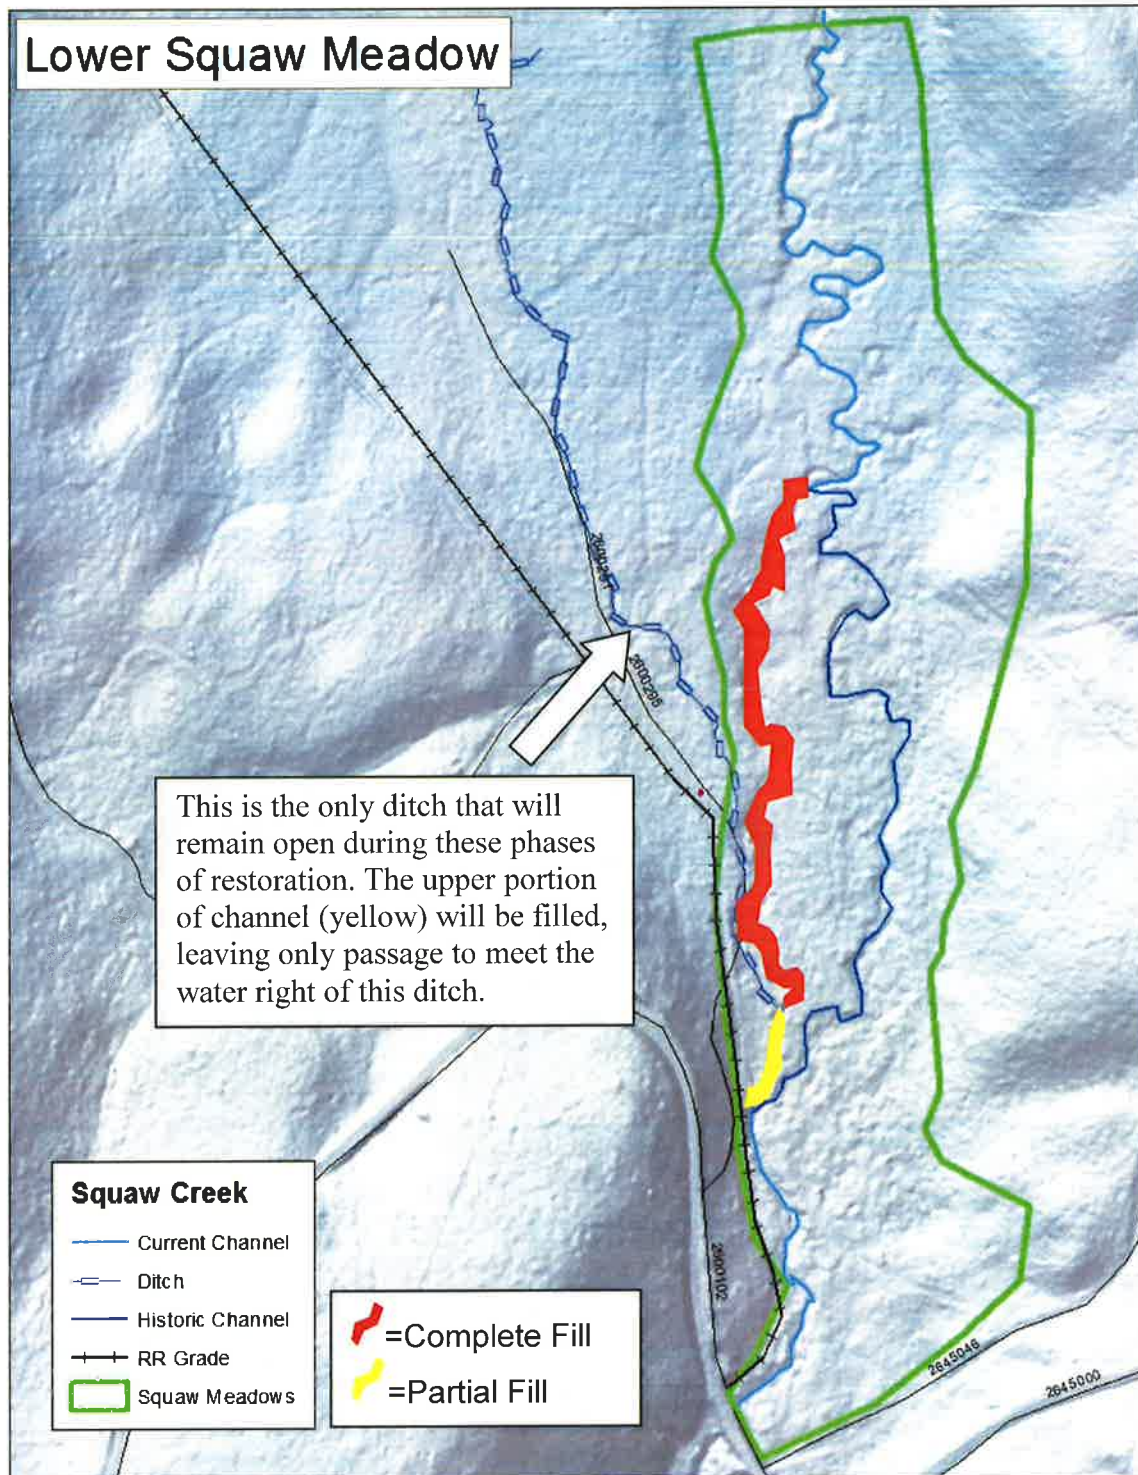 Lower Squaw Meadow
2600295
This is the only ditch that will
remain open during these phases
of restoration. The upper portion
of channel (yellow) will be filled,
leaving only passage to meet the
water right of this ditch.
Squaw Creek
Current Channel
Ditch
Historic Channel
RR Grade
Squaw Meadows
=Complete Fill
=Partial Fill
2600102
2645046
2645000